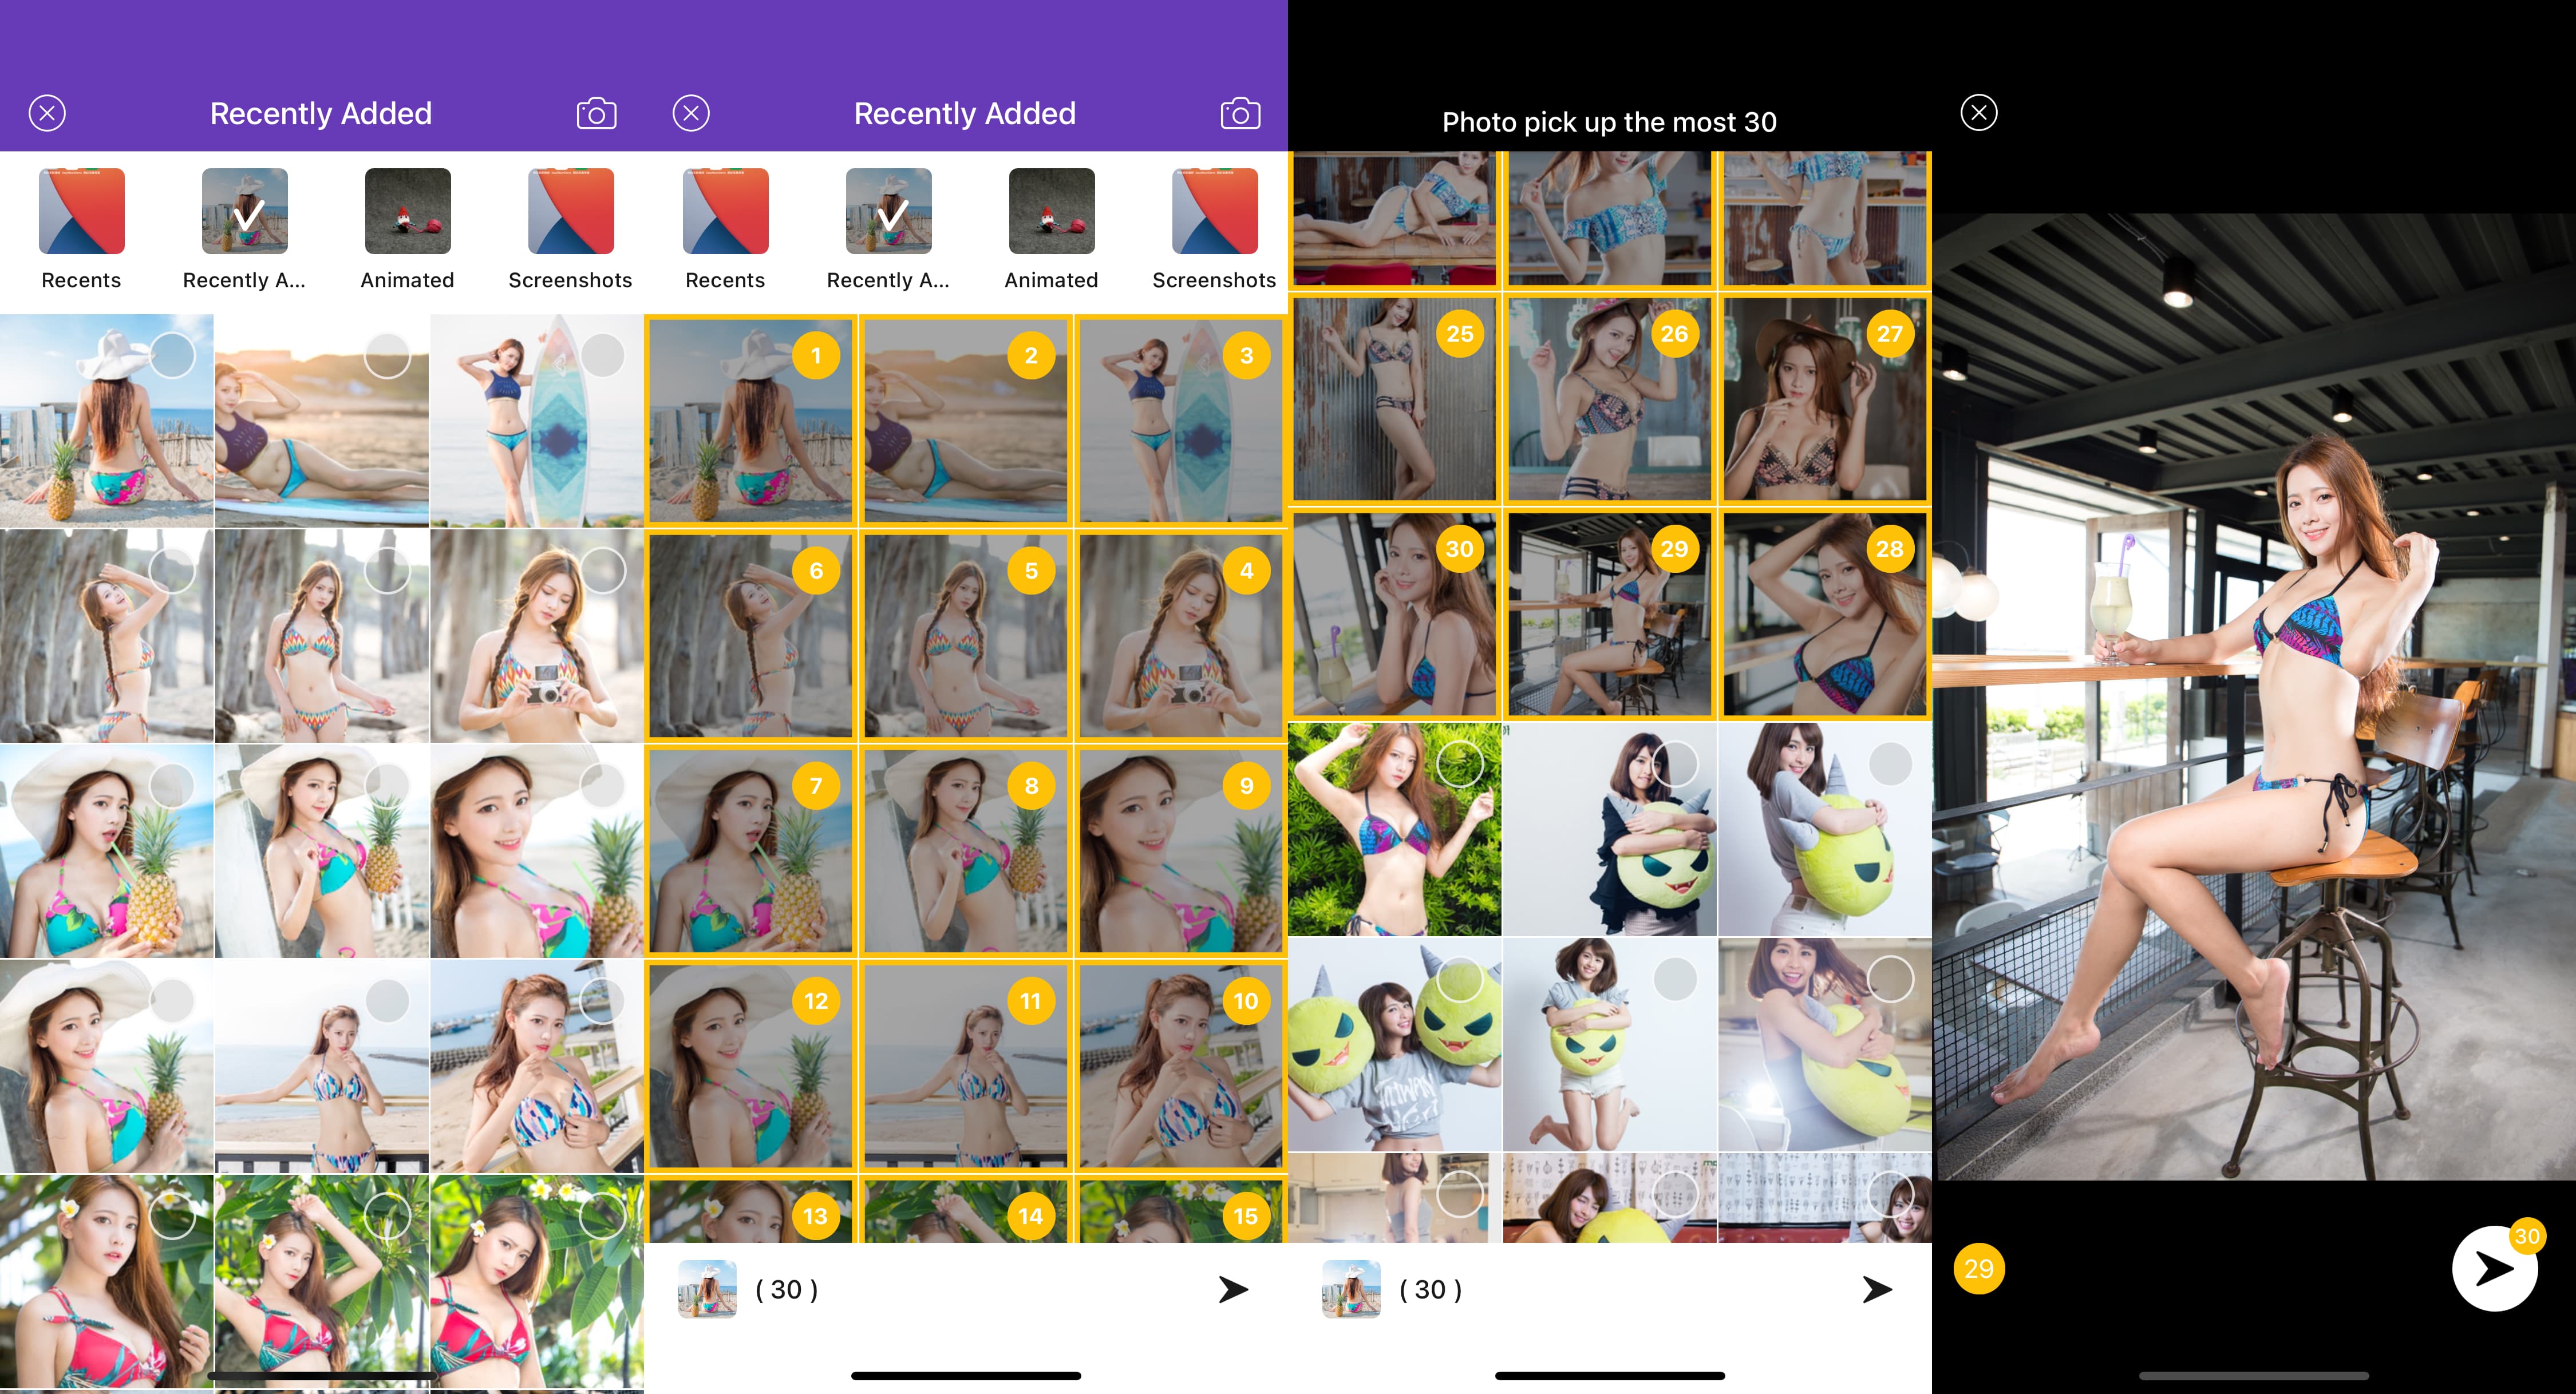 Recently Added
Recents
Recently A...
Animated
Screenshots
Recently Added
Recents
Recently A...
Animated
Screenshots
1
2
3
6
5
4
7
8
9
12
11
10
13
14
15
( 30 )
Photo pick up the most 30
25
26
27
30
29
28
( 30 )
29
30